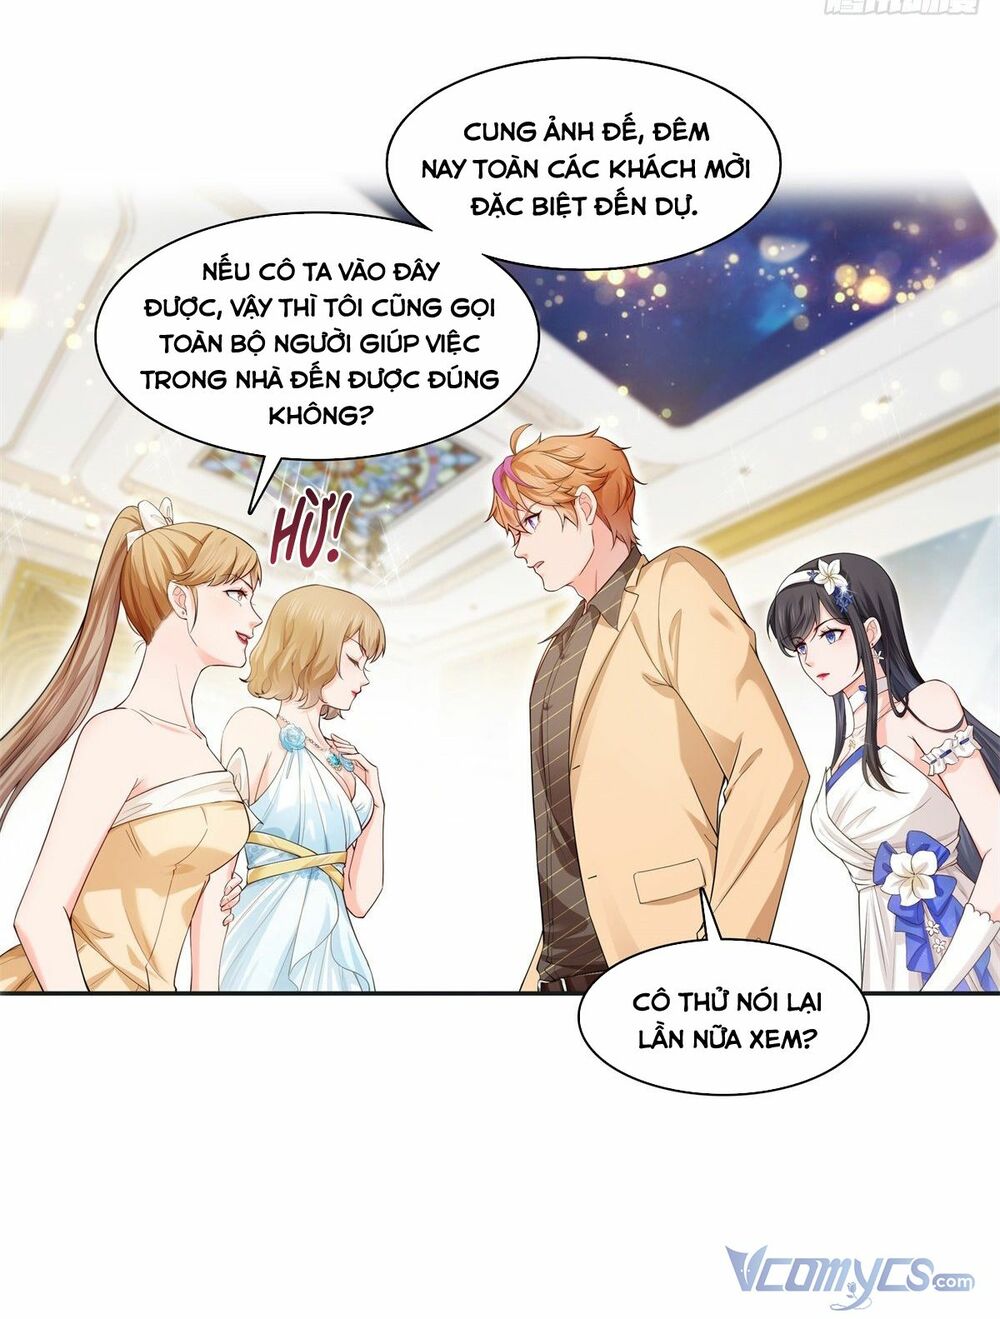 CUNG ẢNH ĐẾ, ĐÊM
NAY TOÀN CÁC KHÁCH MỜI
ĐẶC BIỆT ĐẾN DỰ.
NẾU CÔ TA VÀO ĐÂY
ĐƯỢC, VẬY THÌ TÔI CŨNG GỌI
TOÀN BỘ NGƯỜI GIÚP VIỆC
TRONG NHÀ ĐẾN ĐƯỢC ĐÚNG
KHÔNG?
HỪ!
CÔ THỬ NÓI LẠI
LẦN NỮA XEM?
VCOMYCS.com